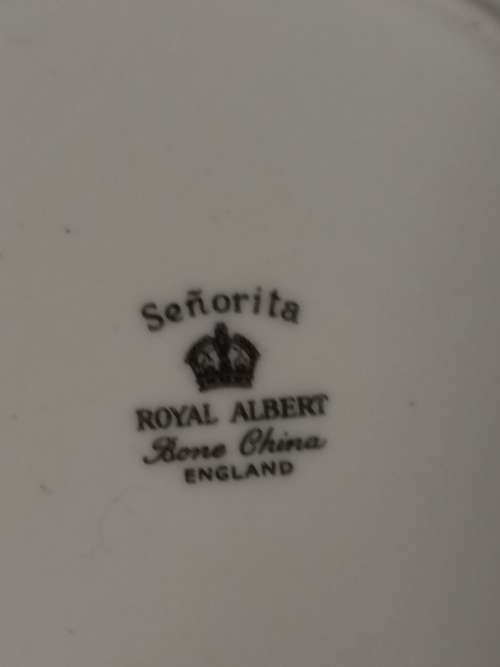 Señorita
ROYAL ALBERT
Bone China
ENGLAND